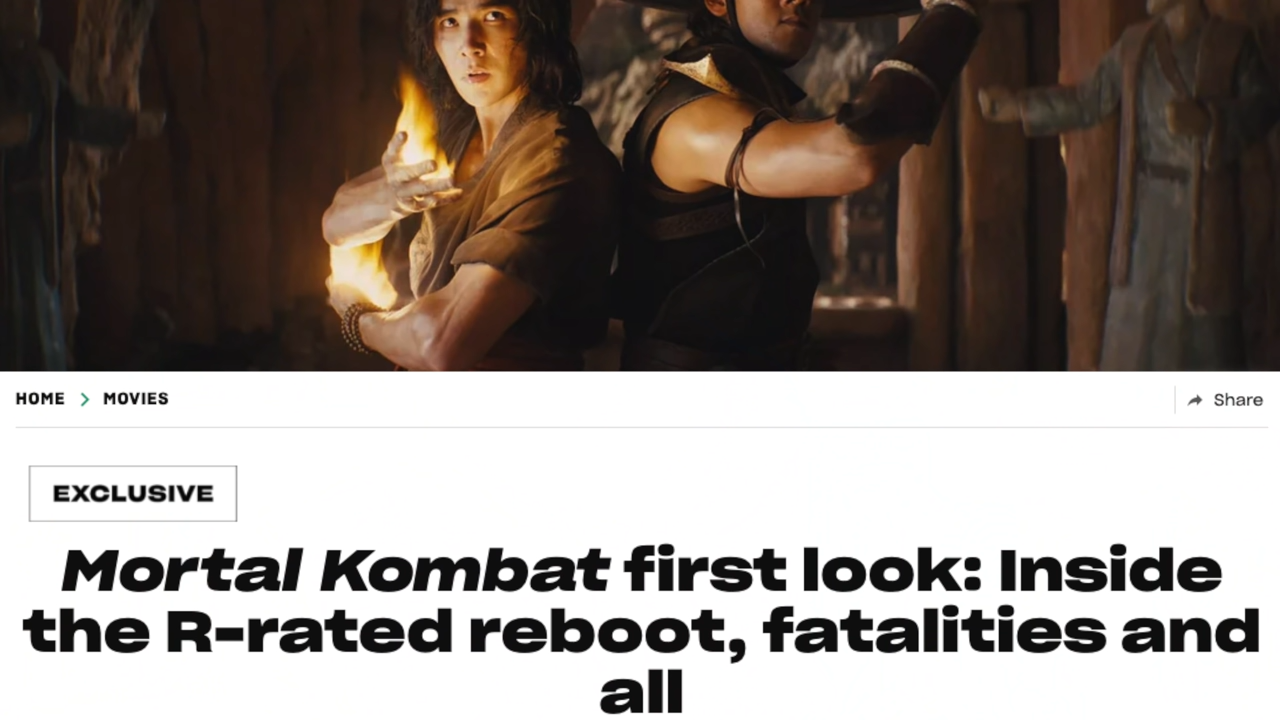 HOME > MOVIES
Share
EXCLUSIVE
Mortal Kombat first look: Inside
the R-rated reboot, fatalities and
all